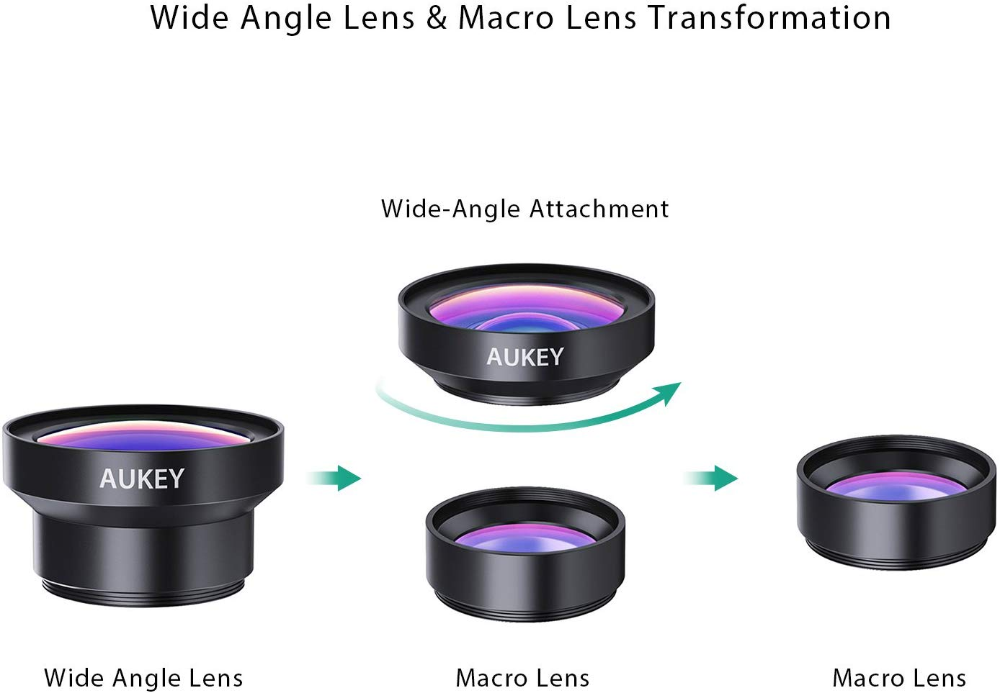 Wide Angle Lens & Macro Lens Transformation
Wide-Angle Attachment
AUKEY
AUKEY
Wide Angle Lens
Macro Lens
Macro Lens